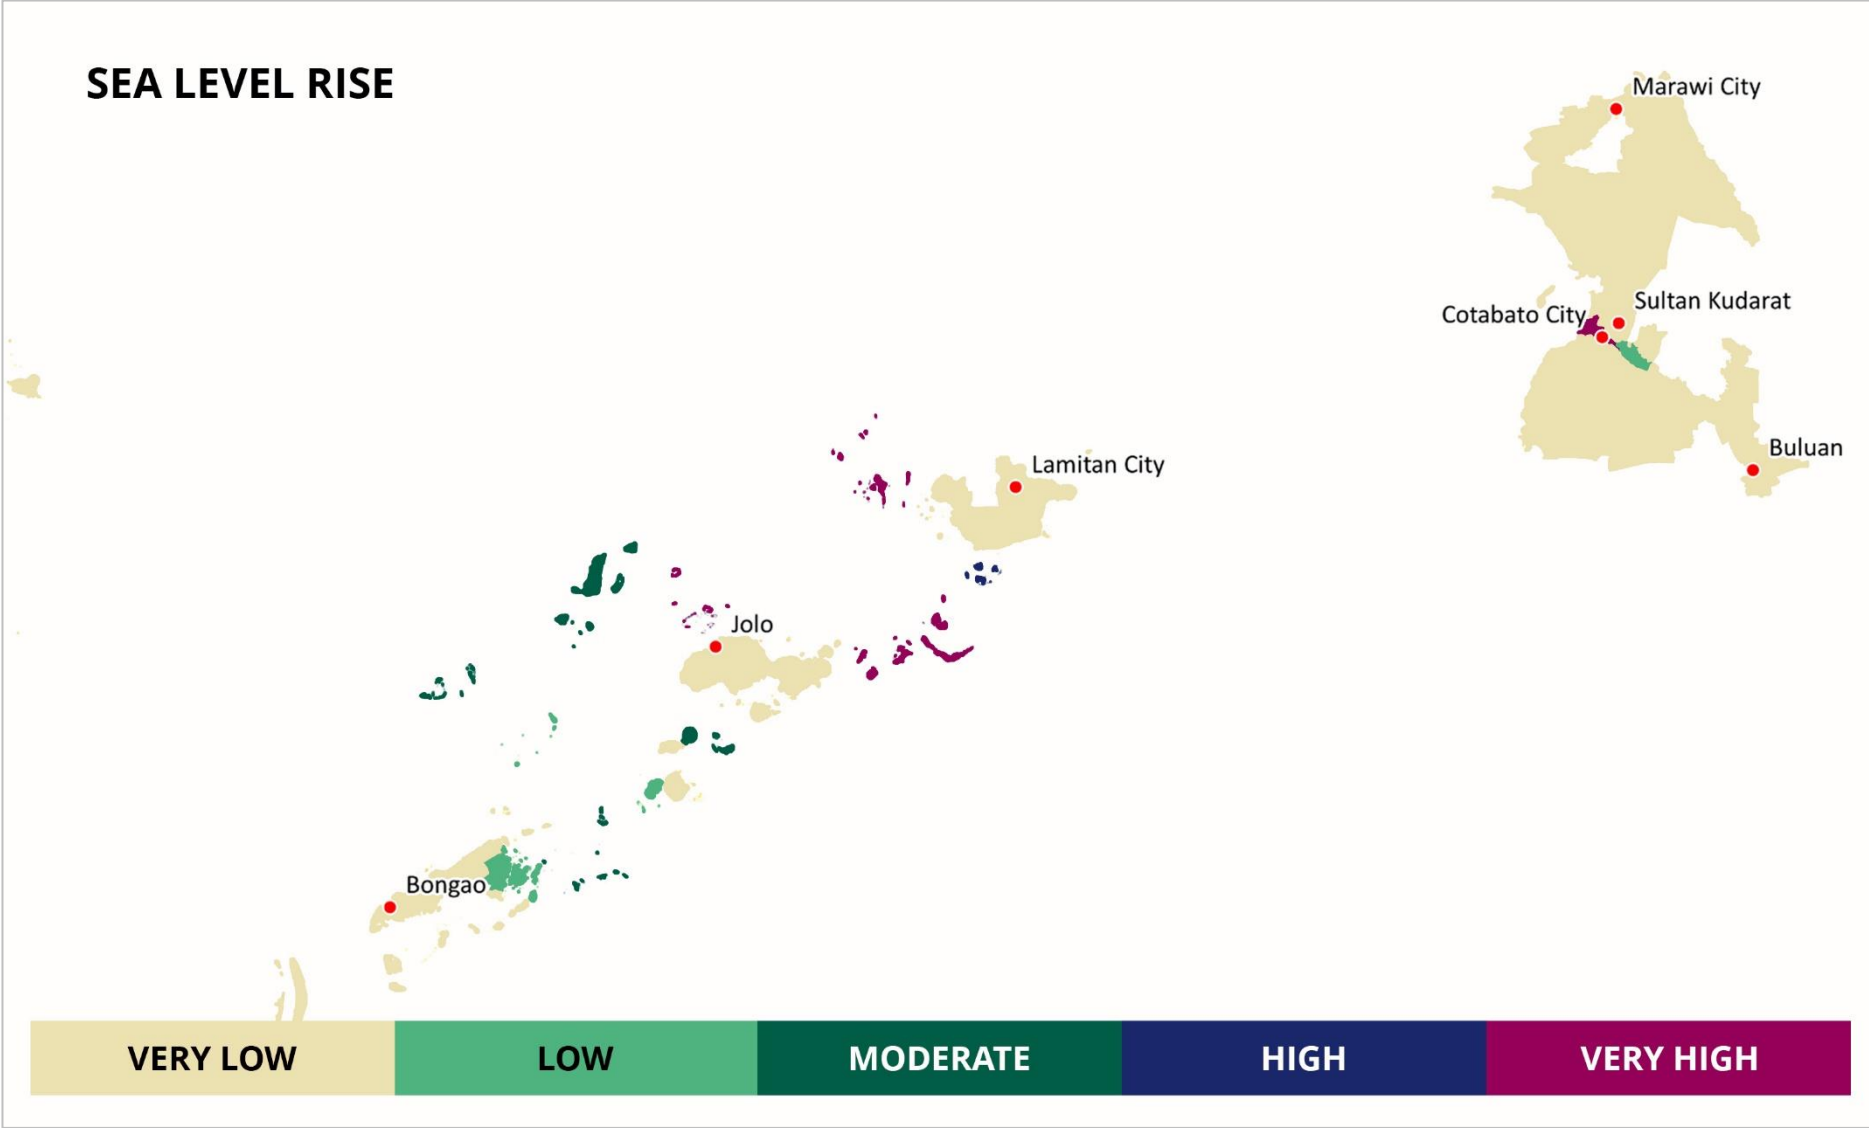 SEA LEVEL RISE
Marawi City
Sultan Kudarat
Cotabato City
Buluan
Lamitan City
Jolo
Bongao
VERY LOW
LOW
MODERATE
HIGH
VERY HIGH